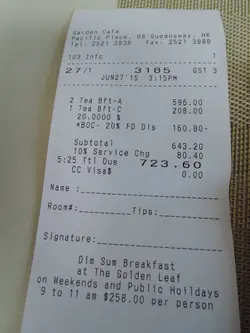 Garden Cafe
Pacific Place, 88 Queensway, HK
Tel: 2521 3838 Fax: 2521 3888
103 Info 1
27/1 3185 GST 3
JUN27'15 3:15PM
2 Tea Bft-A 596.00
1 Tea Bft-C 208.00
20.0000 %
*BOC- 20% FD Dis 160.80-
Subtotal 643.20
10% Service Chg 80.40
5:25 Ttl Due 723.60
CC Visa$ 0.00
Name :
Room#: Tips:
Signature:
Dim Sum Breakfast
at The Golden Leaf
on Weekends and Public Hoildays
9 to 11 am $258.00 per person